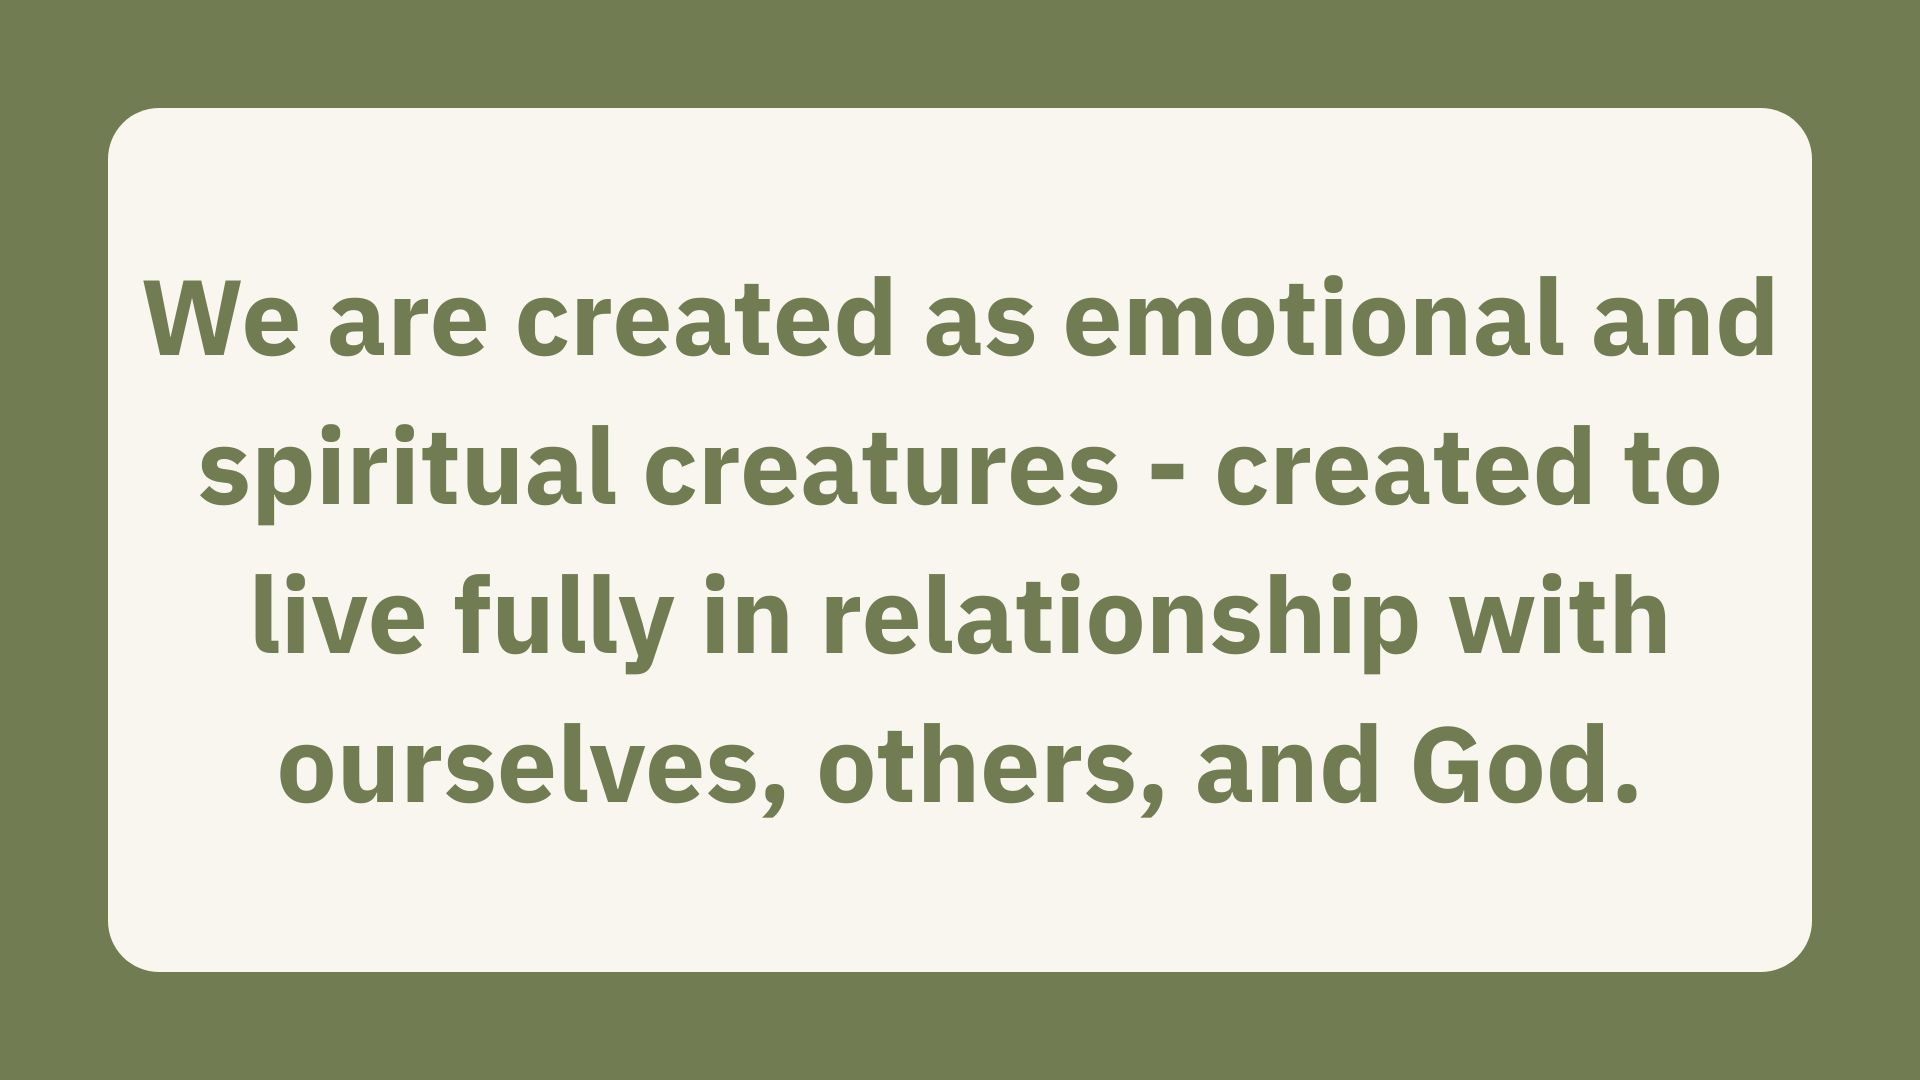 We are created as emotional and
spiritual creatures - created to
live fully in relationship with
ourselves, others, and God.